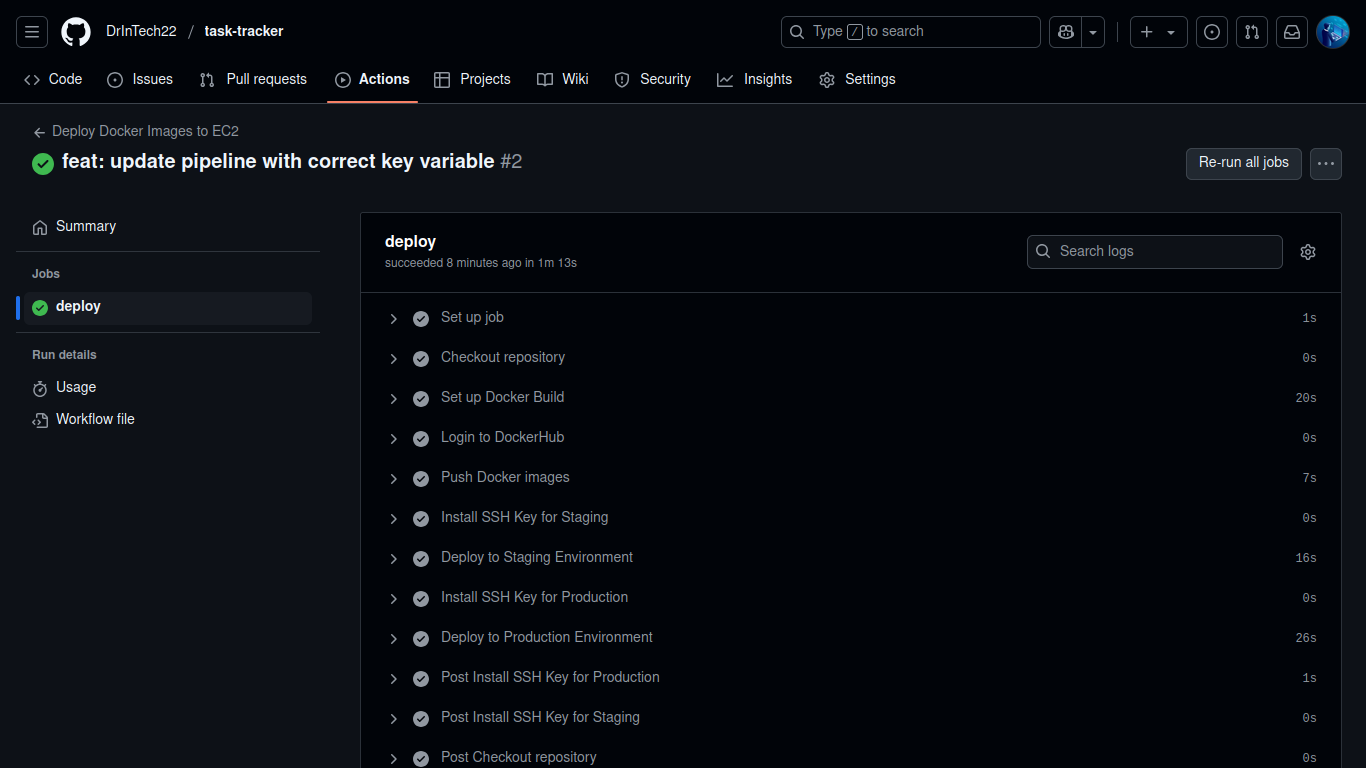 DrInTech22 / task-tracker
Type / to search
Code Issues Pull requests Actions Projects Wiki Security Insights Settings
Deploy Docker Images to EC2
feat: update pipeline with correct key variable #2
Re-run all jobs
Summary
Jobs
deploy
Run details
Usage
Workflow file
deploy
succeeded 8 minutes ago in 1m 13s
Search logs
Set up job 1s
Checkout repository 0s
Set up Docker Build 20s
Login to DockerHub 0s
Push Docker images 7s
Install SSH Key for Staging 0s
Deploy to Staging Environment 16s
Install SSH Key for Production 0s
Deploy to Production Environment 26s
Post Install SSH Key for Production 1s
Post Install SSH Key for Staging 0s
Post Checkout repository 0s